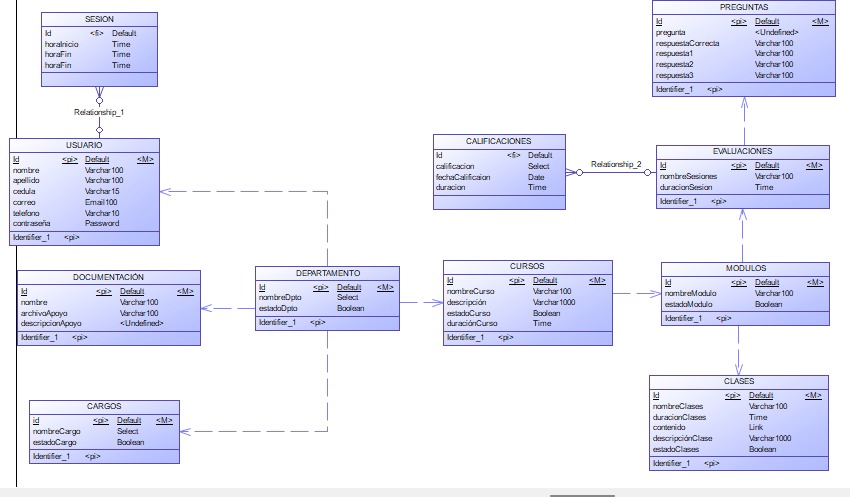 SESION
Id <fi> Default
horaInicio Time
horaFin Time
horaFin Time
Relationship_1
USUARIO
Id <pi> Default <M>
nombre Varchar100
apellido Varchar100
cedula Varchar15
correo Email100
telefono Varchar10
contraseña Password
Identifier_1 <pi>
DOCUMENTACIÓN
Id <pi> Default <M>
nombre Varchar100
archivoApoyo Varchar100
descripcionApoyo <Undefined>
Identifier_1 <pi>
CARGOS
id <pi> Default <M>
nombreCargo Select
estadoCargo Boolean
Identifier_1 <pi>
DEPARTAMENTO
Id <pi> Default <M>
nombreDpto Select
estadoDpto Boolean
Identifier_1 <pi>
CALIFICACIONES
Id <fi> Default
calificacion Select
fechaCalificaion Date
duracion Time
Relationship_2
CURSOS
Id <pi> Default <M>
nombreCurso Varchar100
descripción Varchar1000
estadoCurso Boolean
duraciónCurso Time
Identifier_1 <pi>
PREGUNTAS
Id <pi> Default <M>
pregunta <Undefined>
respuestaCorrecta Varchar100
respuesta1 Varchar100
respuesta2 Varchar100
respuesta3 Varchar100
Identifier_1 <pi>
EVALUACIONES
Id <pi> Default <M>
nombreSesiones Varchar100
duracionSesion Time
Identifier_1 <pi>
MODULOS
Id <pi> Default <M>
nombreModulo Varchar100
estadoModulo Boolean
Identifier_1 <pi>
CLASES
Id <pi> Default <M>
nombreClases Varchar100
duracionClases Time
contenido Link
descripciónClase Varchar1000
estadoClases Boolean
Identifier_1 <pi>